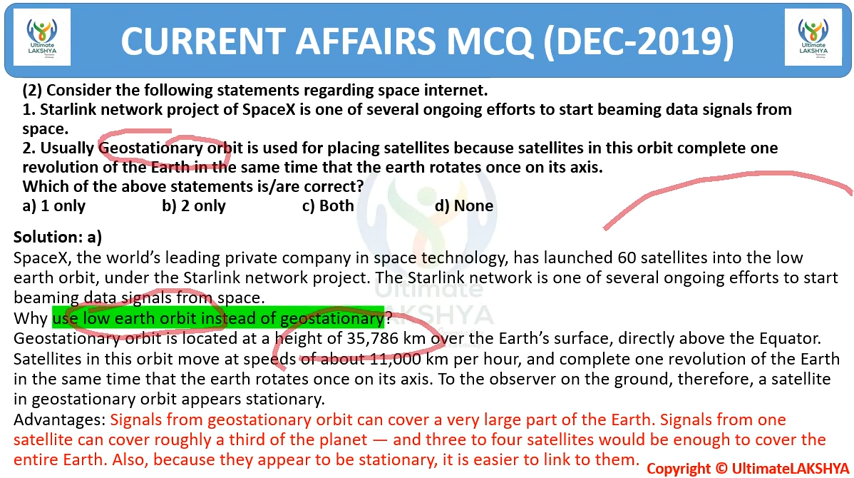 CURRENT AFFAIRS MCQ (DEC-2019)
Ultimate
LAKSHYA
Ultimate
LAKSHYA
(2) Consider the following statements regarding space internet.
1. Starlink network project of SpaceX is one of several ongoing efforts to start beaming data signals from
space.
2. Usually Geostationary orbit is used for placing satellites because satellites in this orbit complete one
revolution of the Earth in the same time that the earth rotates once on its axis.
Which of the above statements is/are correct?
a) 1 only b) 2 only c) Both d) None
Solution: a)
SpaceX, the world's leading private company in space technology, has launched 60 satellites into the low
earth orbit, under the Starlink network project. The Starlink network is one of several ongoing efforts to start
beaming data signals from space.
Ultimate
LAKSHYA
Why use low earth orbit instead of geostationary?
Geostationary orbit is located at a height of 35,786 km over the Earth's surface, directly above the Equator.
Satellites in this orbit move at speeds of about 11,000 km per hour, and complete one revolution of the Earth
in the same time that the earth rotates once on its axis. To the observer on the ground, therefore, a satellite
in geostationary orbit appears stationary.
Advantages: Signals from geostationary orbit can cover a very large part of the Earth. Signals from one
satellite can cover roughly a third of the planet — and three to four satellites would be enough to cover the
entire Earth. Also, because they appear to be stationary, it is easier to link to them.
Copyright © UltimateLAKSHYA